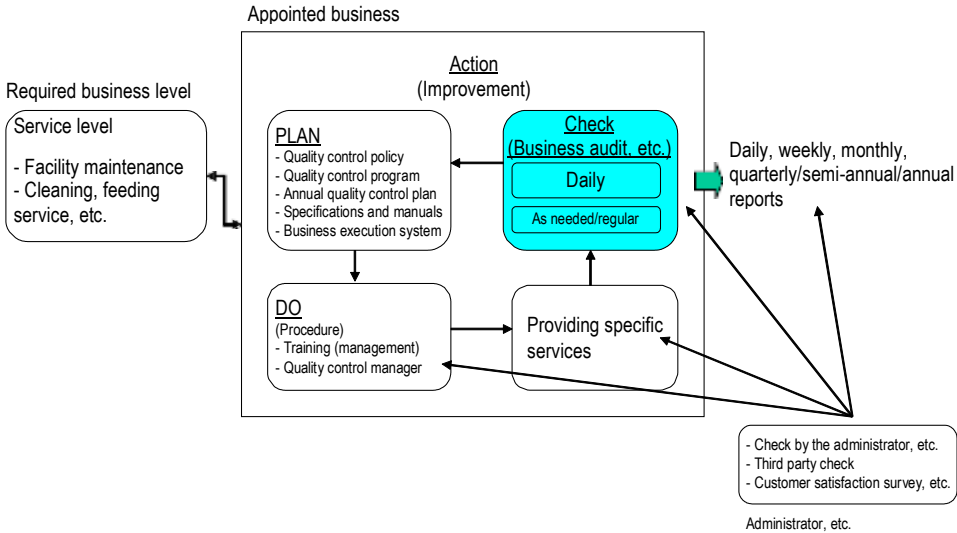 Appointed business
Required business level
Service level
- Facility maintenance
- Cleaning, feeding
service, etc.
Action
(Improvement)
PLAN
- Quality control policy
- Quality control program
- Annual quality control plan
- Specifications and manuals
- Business execution system
Check
(Business audit, etc.)
Daily
As needed/regular
Daily, weekly, monthly,
quarterly/semi-annual/annual
reports
DO
(Procedure)
- Training (management)
- Quality control manager
Providing specific
services
- Check by the administrator, etc.
- Third party check
- Customer satisfaction survey, etc.
Administrator, etc.